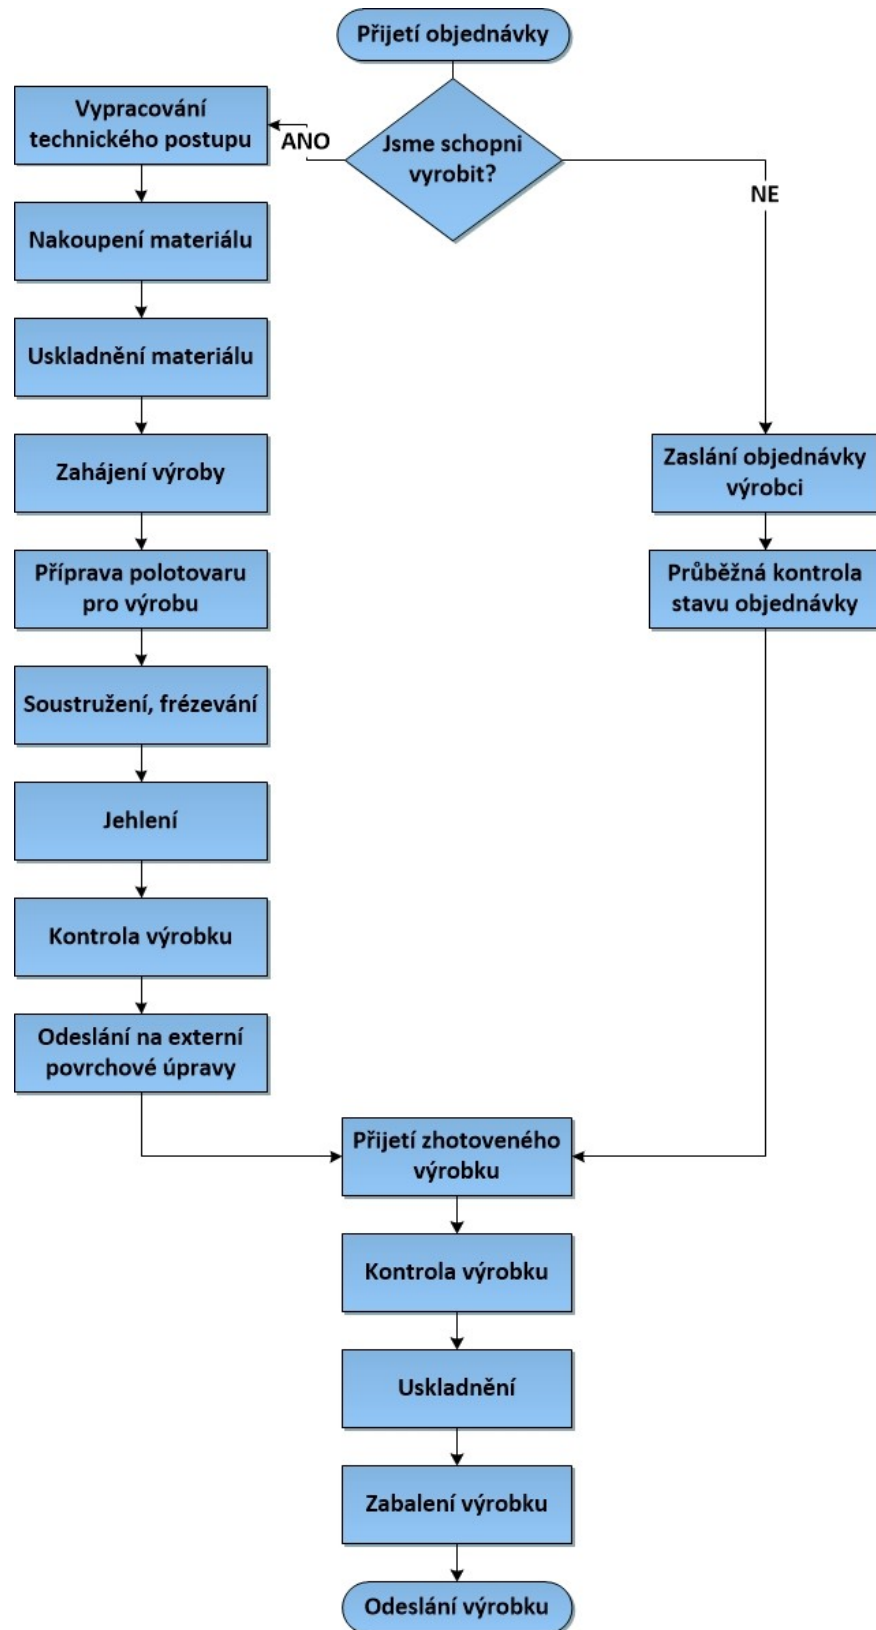 Přijetí objednávky
Jsme schopni
vyrobit?
ANO
NE
Vypracování
technického postupu
Nakoupení materiálu
Uskladnění materiálu
Zahájení výroby
Příprava polotovaru
pro výrobu
Soustružení, frézevání
Jehlení
Kontrola výrobku
Odeslání na externí
povrchové úpravy
Zaslání objednávky
výrobci
Průběžná kontrola
stavu objednávky
Přijetí zhotoveného
výrobku
Kontrola výrobku
Uskladnění
Zabalení výrobku
Odeslání výrobku